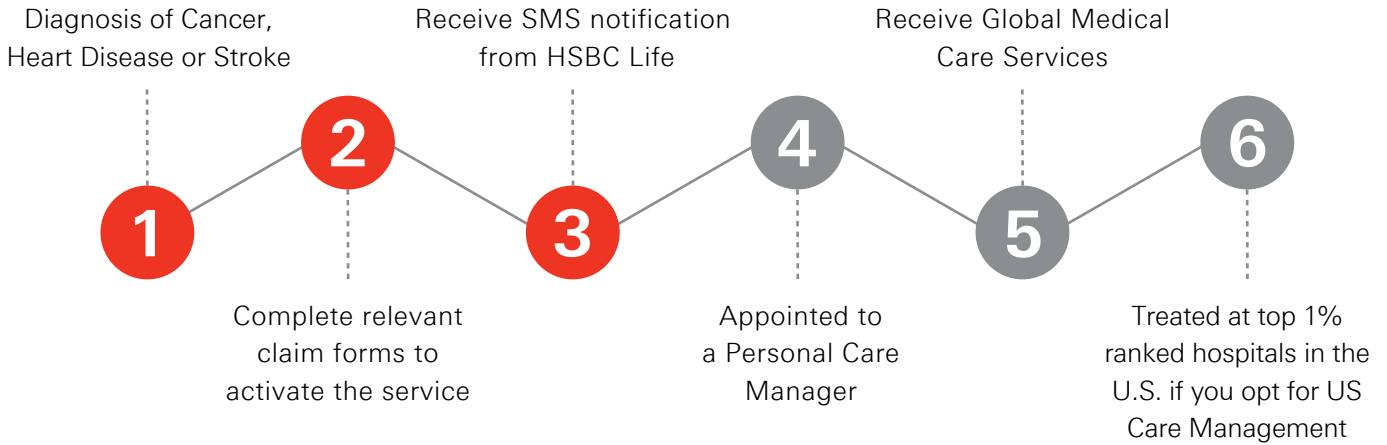 Diagnosis of Cancer,
Heart Disease or Stroke
1
2
Complete relevant
claim forms to
activate the service
Receive SMS notification
from HSBC Life
3
4
Appointed to
a Personal Care
Manager
Receive Global Medical
Care Services
5
6
Treated at top 1%
ranked hospitals in the
U.S. if you opt for US
Care Management